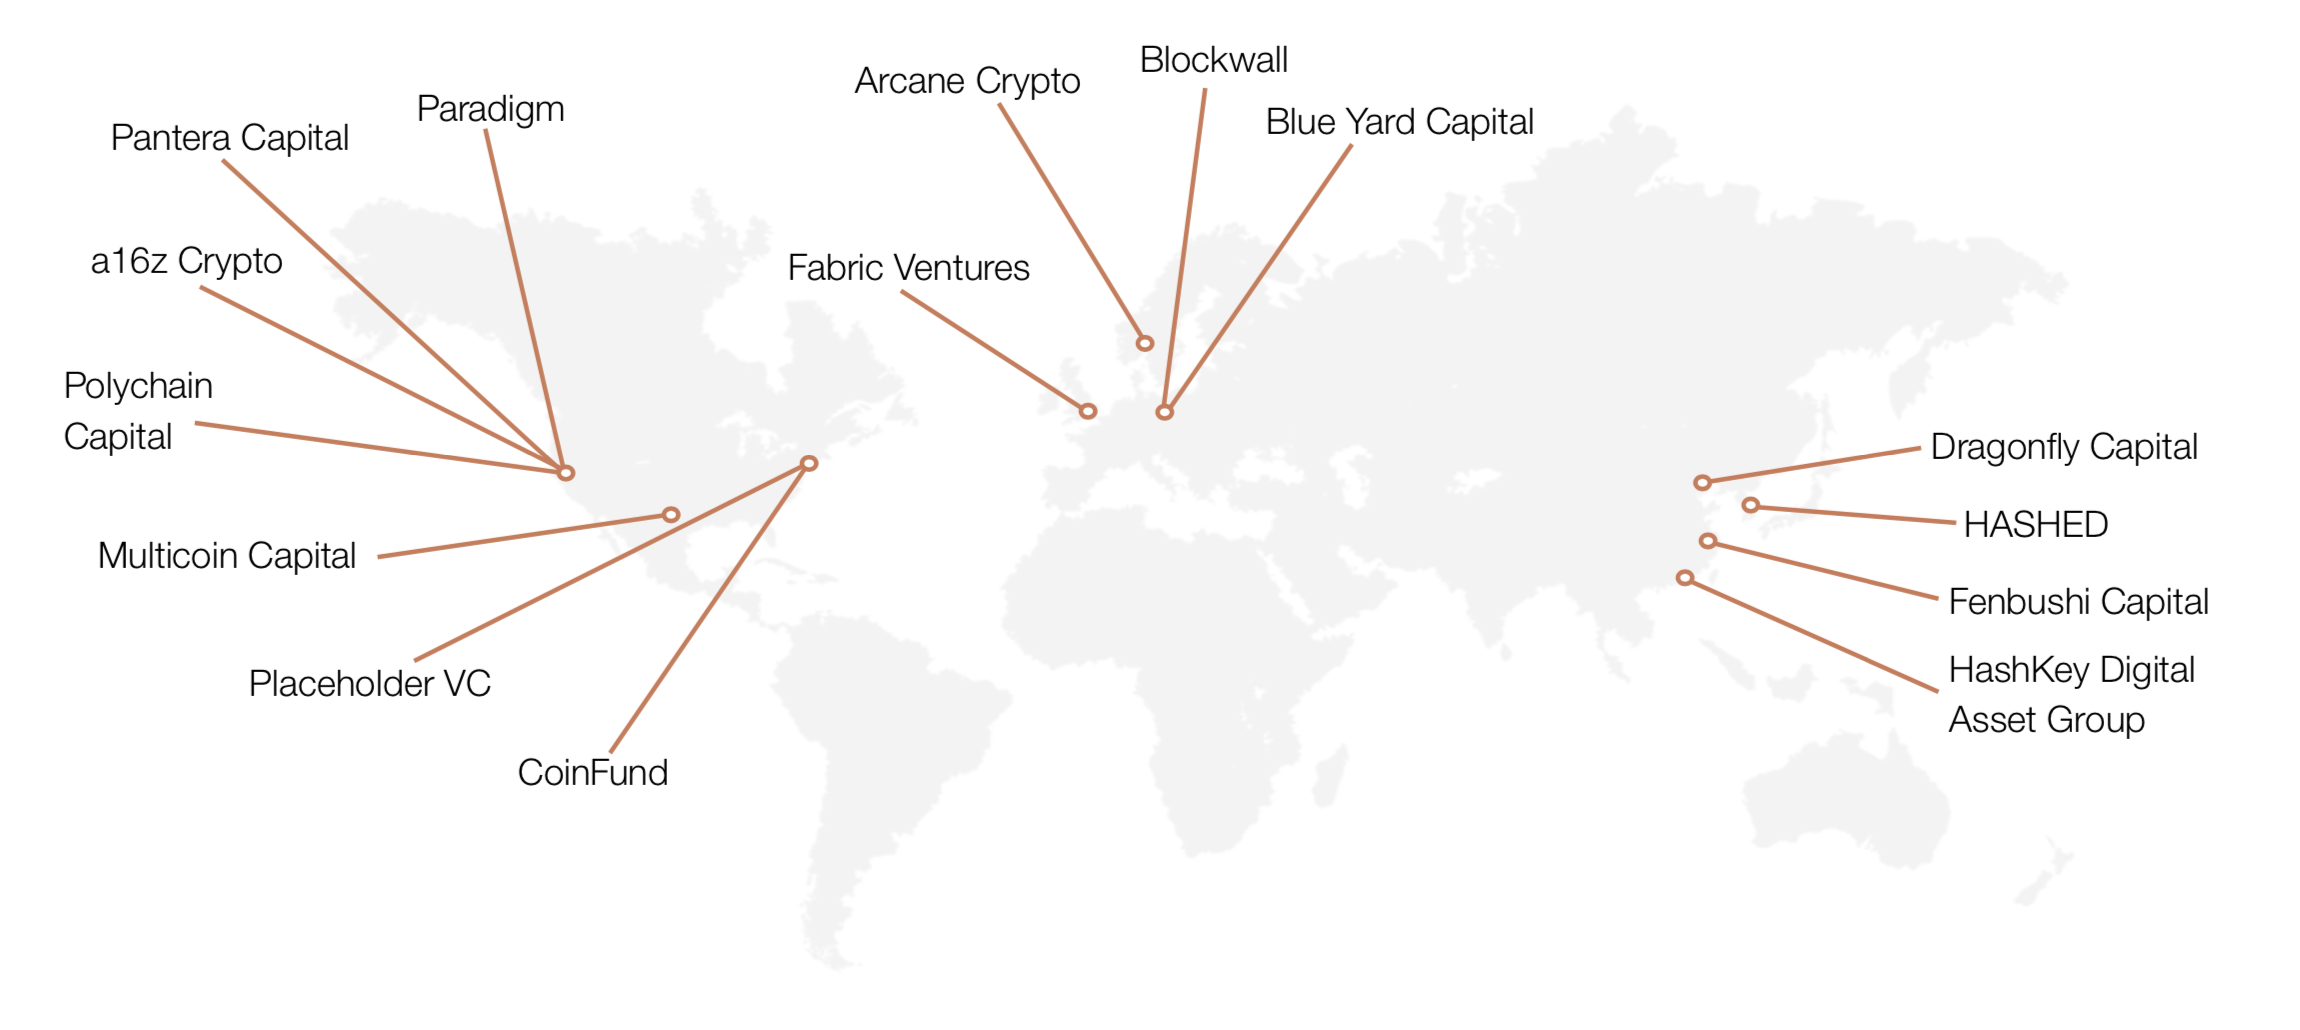 Blockwall
Arcane Crypto
Paradigm
Blue Yard Capital
Pantera Capital
a16z Crypto
Fabric Ventures
Polychain
Capital
Dragonfly Capital
HASHED
Multicoin Capital
Fenbushi Capital
HashKey Digital
Asset Group
Placeholder VC
CoinFund